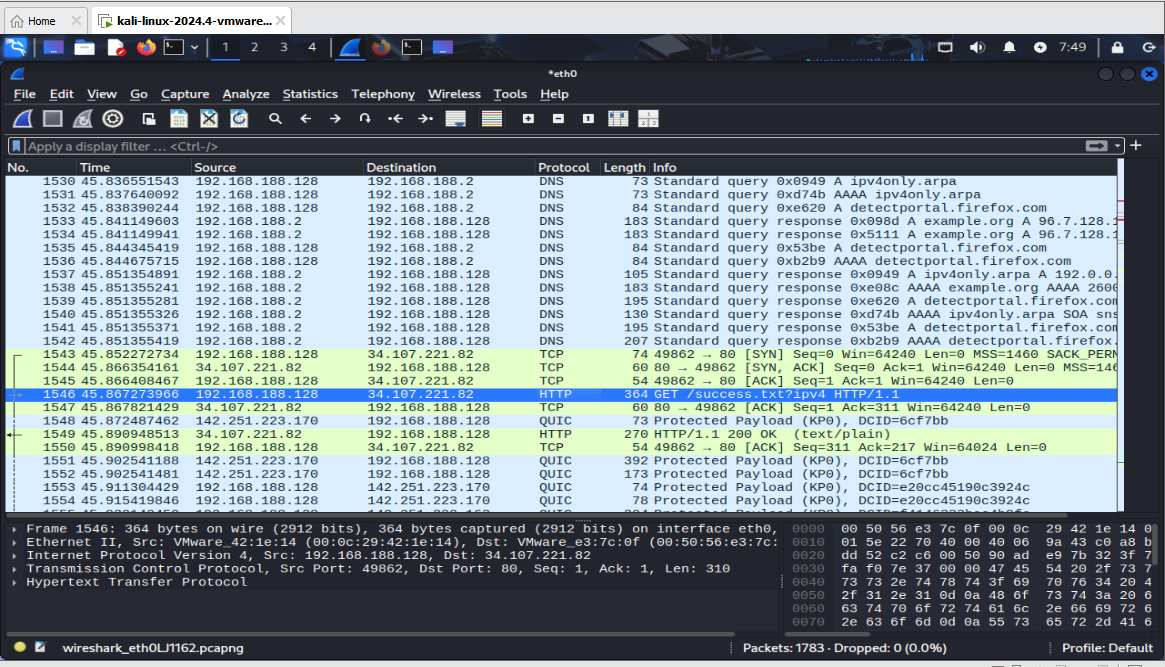 Home
kali-linux-2024.4-vmware...
1 2 3 4 7:49
*eth0
File Edit View Go Capture Analyze Statistics Telephony Wireless Tools Help
Apply a display filter ... <Ctrl-/>
No. Time Source Destination Protocol Length Info
1530 45.836551543 192.168.188.128 192.168.188.2 DNS 73 Standard query 0x0949 A ipv4only.arpa
1531 45.837640092 192.168.188.128 192.168.188.2 DNS 73 Standard query 0xd74b AAAA ipv4only.arpa
1532 45.838390244 192.168.188.128 192.168.188.2 DNS 84 Standard query 0xe620 A detectportal.firefox.com
1533 45.841149603 192.168.188.2 192.168.188.128 DNS 183 Standard query response 0x098d A example.org A 96.7.128.1
1534 45.841149941 192.168.188.2 192.168.188.128 DNS 183 Standard query response 0x5111 A example.org A 96.7.128.1
1535 45.844345419 192.168.188.128 192.168.188.2 DNS 84 Standard query 0x53be A detectportal.firefox.com
1536 45.844675715 192.168.188.128 192.168.188.2 DNS 84 Standard query 0xb2b9 AAAA detectportal.firefox.com
1537 45.851354891 192.168.188.2 192.168.188.128 DNS 105 Standard query response 0x0949 A ipv4only.arpa A 192.0.0.
1538 45.851355241 192.168.188.2 192.168.188.128 DNS 183 Standard query response 0xe08c AAAA example.org AAAA 2600
1539 45.851355281 192.168.188.2 192.168.188.128 DNS 195 Standard query response 0xe620 A detectportal.firefox.com
1540 45.851355326 192.168.188.2 192.168.188.128 DNS 130 Standard query response 0xd74b AAAA ipv4only.arpa SOA sns
1541 45.851355371 192.168.188.2 192.168.188.128 DNS 195 Standard query response 0x53be A detectportal.firefox.com
1542 45.851355419 192.168.188.2 192.168.188.128 DNS 207 Standard query response 0xb2b9 AAAA detectportal.firefox.
1543 45.852272734 192.168.188.128 34.107.221.82 TCP 74 49862 → 80 [SYN] Seq=0 Win=64240 Len=0 MSS=1460 SACK_PERM
1544 45.866354161 34.107.221.82 192.168.188.128 TCP 60 80 → 49862 [SYN, ACK] Seq=0 Ack=1 Win=64240 Len=0 MSS=146
1545 45.866408467 192.168.188.128 34.107.221.82 TCP 54 49862 → 80 [ACK] Seq=1 Ack=1 Win=64240 Len=0
1546 45.867273966 192.168.188.128 34.107.221.82 HTTP 364 GET /success.txt?ipv4 HTTP/1.1
1547 45.867821429 34.107.221.82 192.168.188.128 TCP 60 80 → 49862 [ACK] Seq=1 Ack=311 Win=64240 Len=0
1548 45.872487462 142.251.223.170 192.168.188.128 QUIC 73 Protected Payload (KP0), DCID=6cf7bb
1549 45.890948513 34.107.221.82 192.168.188.128 HTTP 270 HTTP/1.1 200 OK (text/plain)
1550 45.890998418 192.168.188.128 34.107.221.82 TCP 54 49862 → 80 [ACK] Seq=311 Ack=217 Win=64024 Len=0
1551 45.902541188 142.251.223.170 192.168.188.128 QUIC 392 Protected Payload (KP0), DCID=6cf7bb
1552 45.902541481 142.251.223.170 192.168.188.128 QUIC 173 Protected Payload (KP0), DCID=6cf7bb
1553 45.911304429 192.168.188.128 142.251.223.170 QUIC 74 Protected Payload (KP0), DCID=e20cc45190c3924c
1554 45.915419846 192.168.188.128 142.251.223.170 QUIC 78 Protected Payload (KP0), DCID=e20cc45190c3924c
Frame 1546: 364 bytes on wire (2912 bits), 364 bytes captured (2912 bits) on interface eth0,
Ethernet II, Src: VMware_42:1e:14 (00:0c:29:42:1e:14), Dst: VMware_e3:7c:0f (00:50:56:e3:7c:
Internet Protocol Version 4, Src: 192.168.188.128, Dst: 34.107.221.82
Transmission Control Protocol, Src Port: 49862, Dst Port: 80, Seq: 1, Ack: 1, Len: 310
Hypertext Transfer Protocol
0000 00 50 56 e3 7c 0f 00 0c 29 42 1e 14 0
0010 01 5e 22 70 40 00 40 06 9a 43 c0 a8 b
0020 dd 52 c2 c6 00 50 90 ad e9 7b 32 3f 7
0030 fa f0 7e 37 00 00 47 45 54 20 2f 73 7
0040 73 73 2e 74 78 74 3f 69 70 76 34 20 4
0050 2f 31 2e 31 0d 0a 48 6f 73 74 3a 20 6
0060 63 74 70 6f 72 74 61 6c 2e 66 69 72 6
0070 2e 63 6f 6d 0d 0a 55 73 65 72 2d 41 6
wireshark_eth0LJ1162.pcapng
Packets: 1783 · Dropped: 0 (0.0%)
Profile: Default